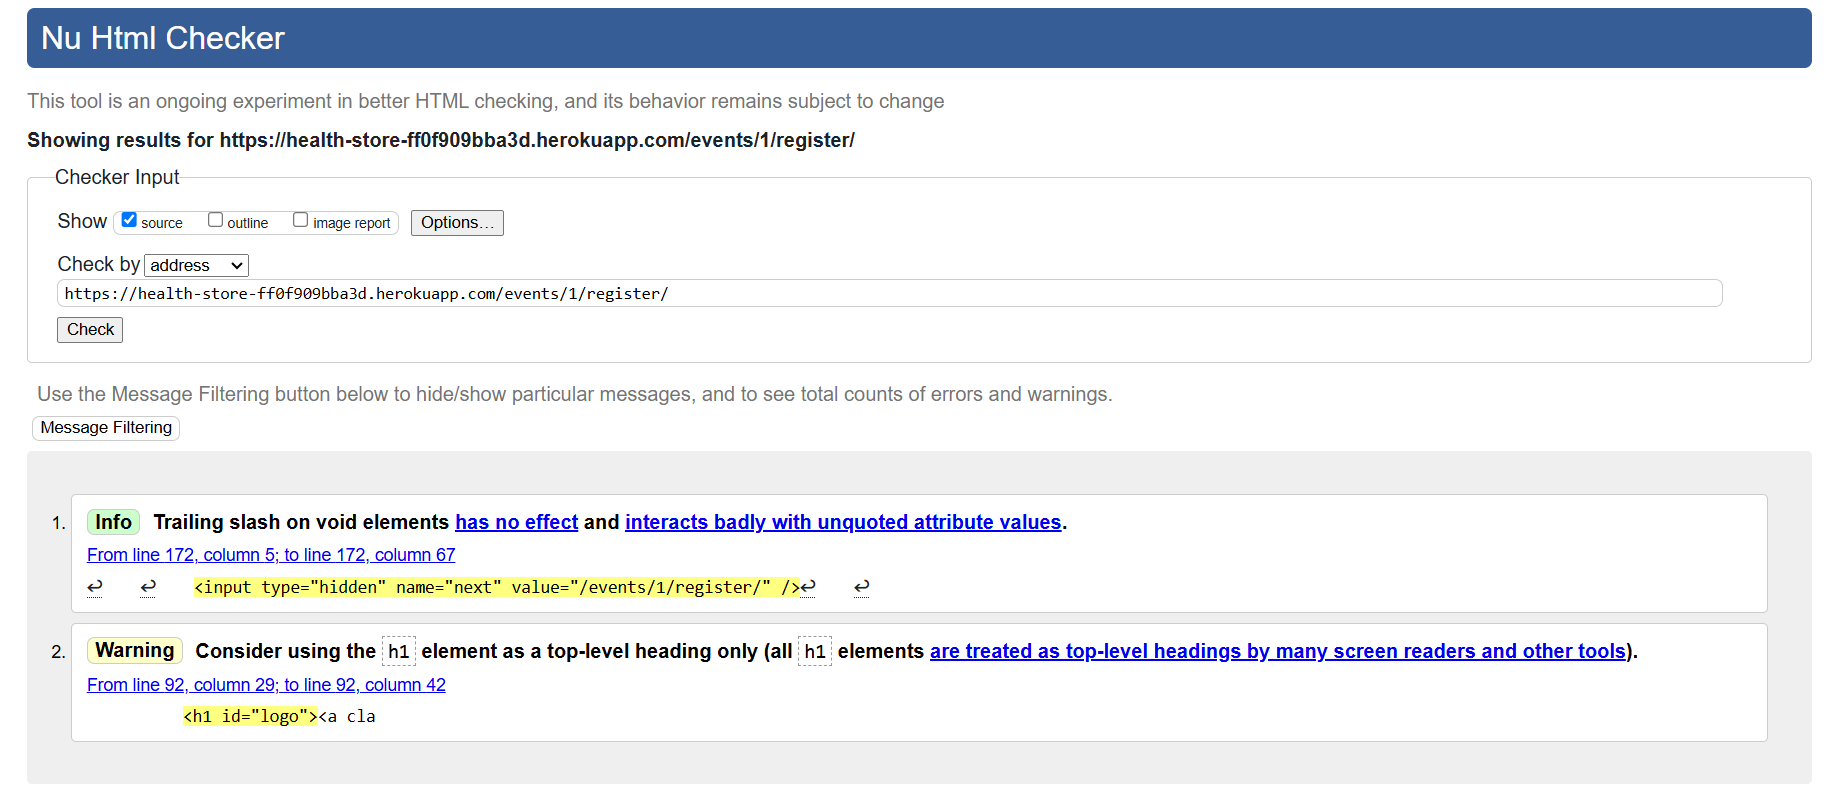 Nu Html Checker
This tool is an ongoing experiment in better HTML checking, and its behavior remains subject to change
Showing results for https://health-store-ff0f909bba3d.herokuapp.com/events/1/register/
Checker Input
Show source outline image report Options...
Check by address
https://health-store-ff0f909bba3d.herokuapp.com/events/1/register/
Check
Use the Message Filtering button below to hide/show particular messages, and to see total counts of errors and warnings.
Message Filtering
1. Info Trailing slash on void elements has no effect and interacts badly with unquoted attribute values.
From line 172, column 5; to line 172, column 67
↩ ↩ <input type="hidden" name="next" value="/events/1/register/" />↩ ↩
2. Warning Consider using the h1 element as a top-level heading only (all h1 elements are treated as top-level headings by many screen readers and other tools).
From line 92, column 29; to line 92, column 42
<h1 id="logo"><a cla